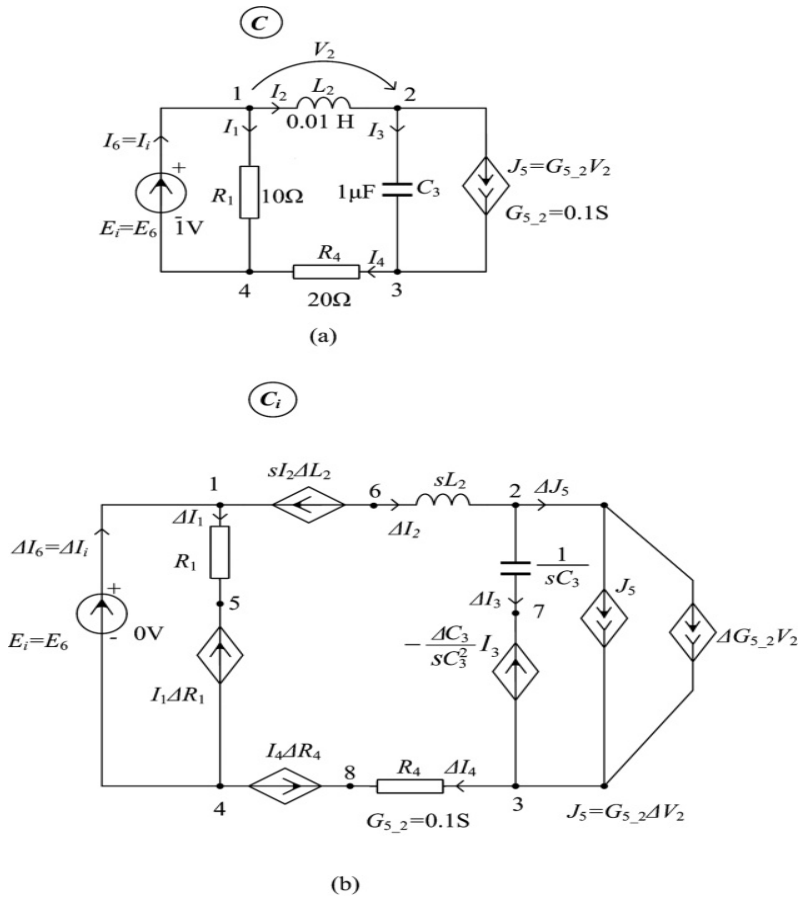 C
V2
1
I2
L2
2
0.01 H
I1
I3
I6=Ii
+
R1
10Ω
1μF
C3
J5=G5_2V2
G5_2=0.1S
Ei=E6
- 1V
R4
I4
4
20Ω
3
(a)
Ci
sI2ΔL2
1
6
sL2
2
ΔJ5
ΔI1
ΔI2
ΔI6=ΔIi
R1
1
sC3
+
5
ΔI3
7
J5
Ei=E6
0V
-
−ΔC3/sC3² I3
ΔG5_2V2
I1ΔR1
I4ΔR4
8
R4
ΔI4
4
3
G5_2=0.1S
J5=G5_2ΔV2
(b)